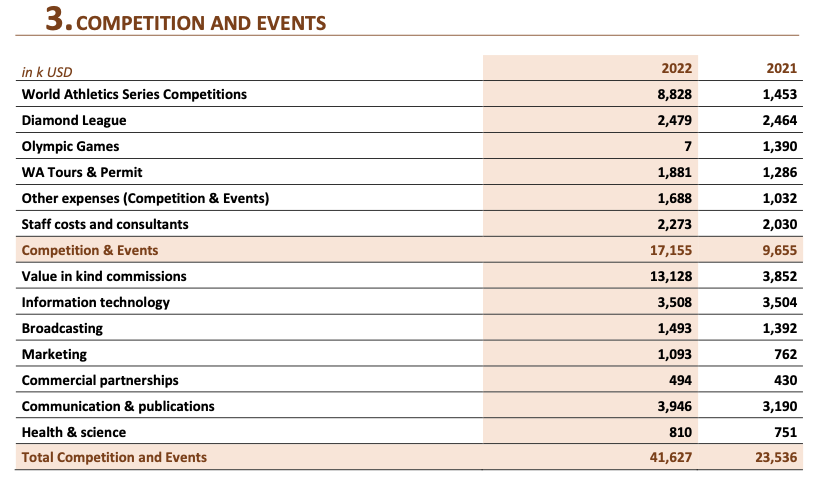 3. COMPETITION AND EVENTS
in k USD 2022 2021
World Athletics Series Competitions 8,828 1,453
Diamond League 2,479 2,464
Olympic Games 7 1,390
WA Tours & Permit 1,881 1,286
Other expenses (Competition & Events) 1,688 1,032
Staff costs and consultants 2,273 2,030
Competition & Events 17,155 9,655
Value in kind commissions 13,128 3,852
Information technology 3,508 3,504
Broadcasting 1,493 1,392
Marketing 1,093 762
Commercial partnerships 494 430
Communication & publications 3,946 3,190
Health & science 810 751
Total Competition and Events 41,627 23,536